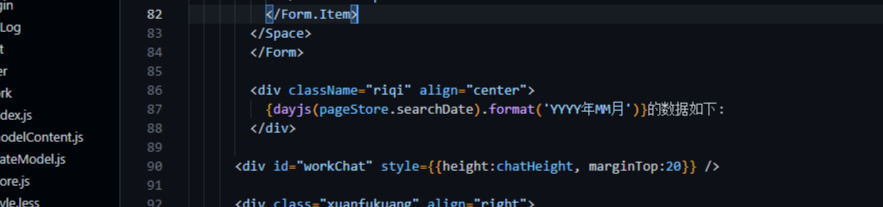 gin
Log
t
er
rk
dex.js
nodelContent.js
ateModel.js
ore.js
yle.less
82 </Form.Item>
83 </Space>
84 </Form>
85
86 <div className="riqi" align="center">
87 {dayjs(pageStore.searchDate).format('YYYY年MM月')}的数据如下:
88 </div>
89
90 <div id="workChat" style={{height:chatHeight, marginTop:20}} />
91
92 <div class="xuanfukuang" align="right">